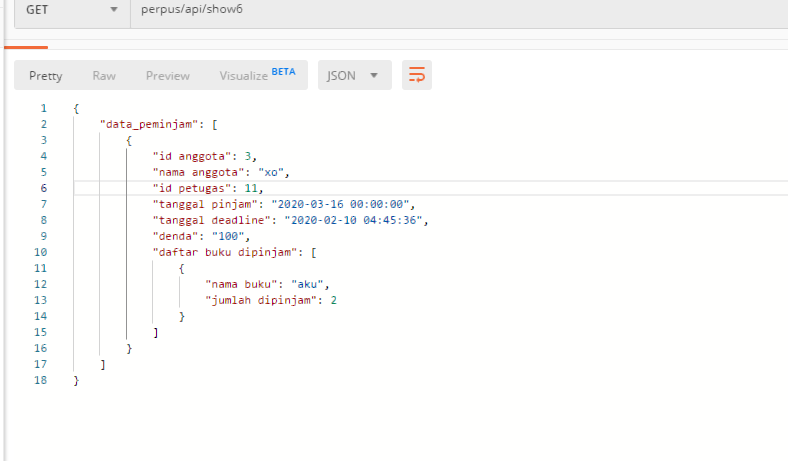 GET perpus/api/show6
Pretty Raw Preview Visualize BETA JSON
1 {
2 "data_peminjam": [
3 {
4 "id anggota": 3,
5 "nama anggota": "xo",
6 "id petugas": 11,
7 "tanggal pinjam": "2020-03-16 00:00:00",
8 "tanggal deadline": "2020-02-10 04:45:36",
9 "denda": "100",
10 "daftar buku dipinjam": [
11 {
12 "nama buku": "aku",
13 "jumlah dipinjam": 2
14 }
15 ]
16 }
17 ]
18 }